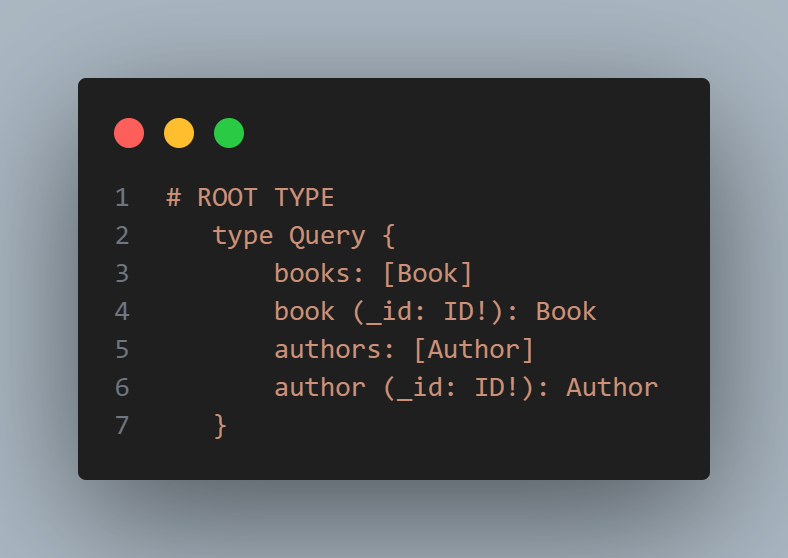 1 # ROOT TYPE
2 type Query {
3 books: [Book]
4 book (_id: ID!): Book
5 authors: [Author]
6 author (_id: ID!): Author
7 }